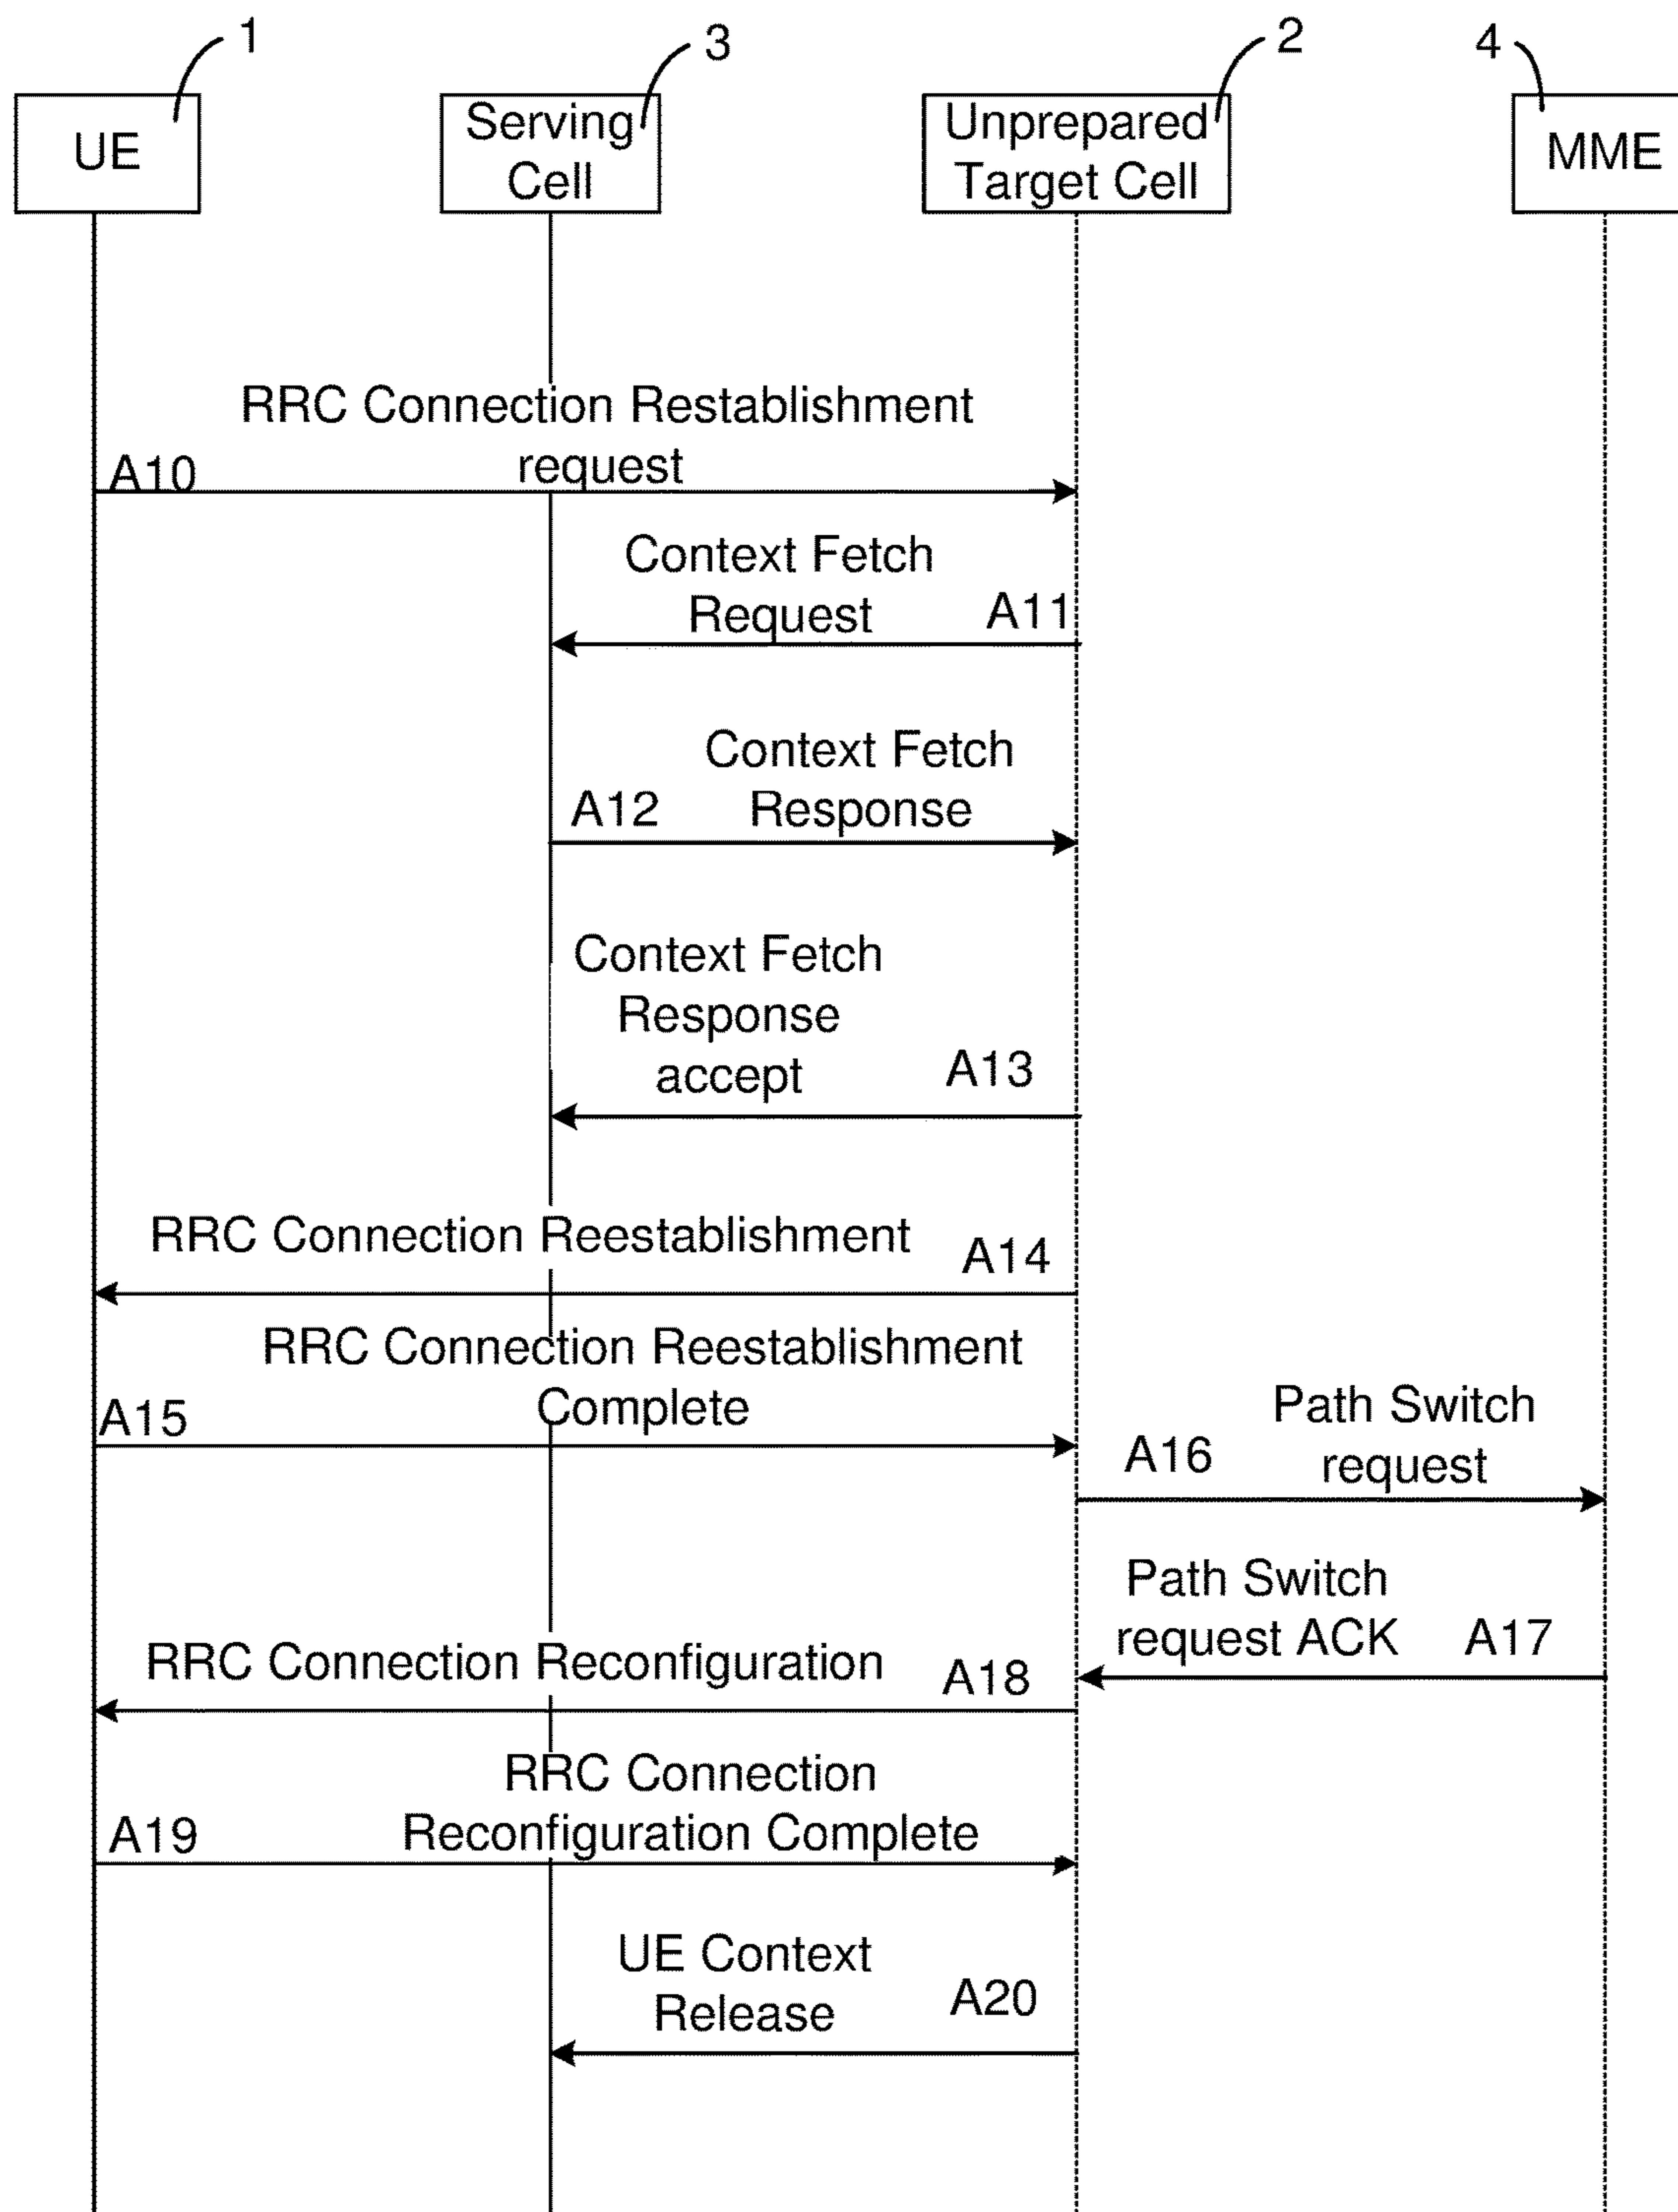 1
3
2
4
UE
Serving
Cell
Unprepared
Target Cell
MME
RRC Connection Restablishment
request
A10
Context Fetch
Request
A11
Context Fetch
Response
A12
Context Fetch
Response
accept
A13
RRC Connection Reestablishment
A14
RRC Connection Reestablishment
Complete
A15
Path Switch
request
A16
Path Switch
request ACK
A17
RRC Connection Reconfiguration
A18
RRC Connection
Reconfiguration Complete
A19
UE Context
Release
A20